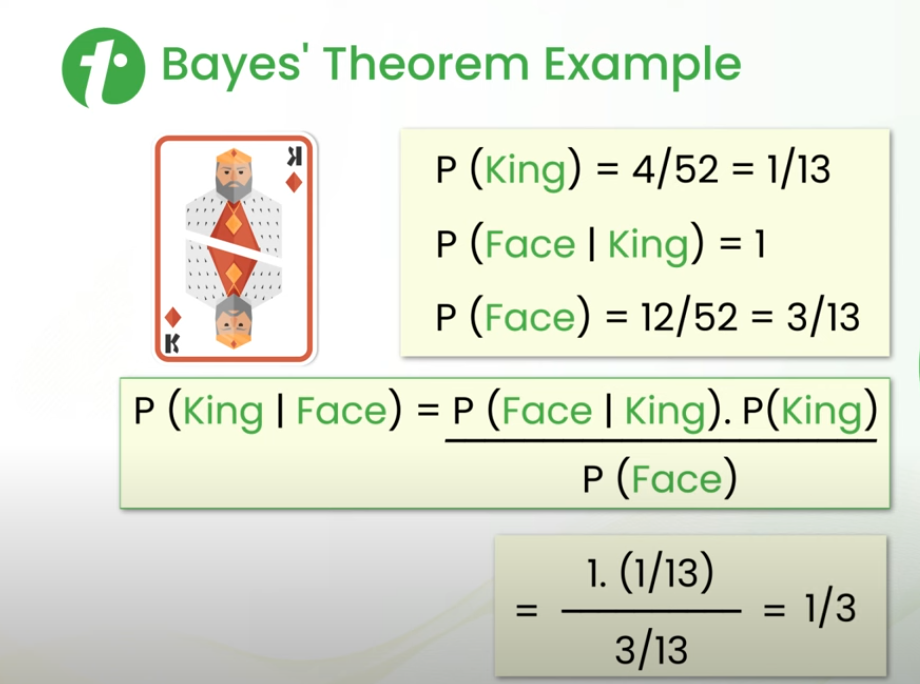 Bayes' Theorem Example
K
K
P (King) = 4/52 = 1/13
P (Face | King) = 1
P (Face) = 12/52 = 3/13
P (King | Face) = P (Face | King). P(King)
P (Face)
1. (1/13)
= = 1/3
3/13